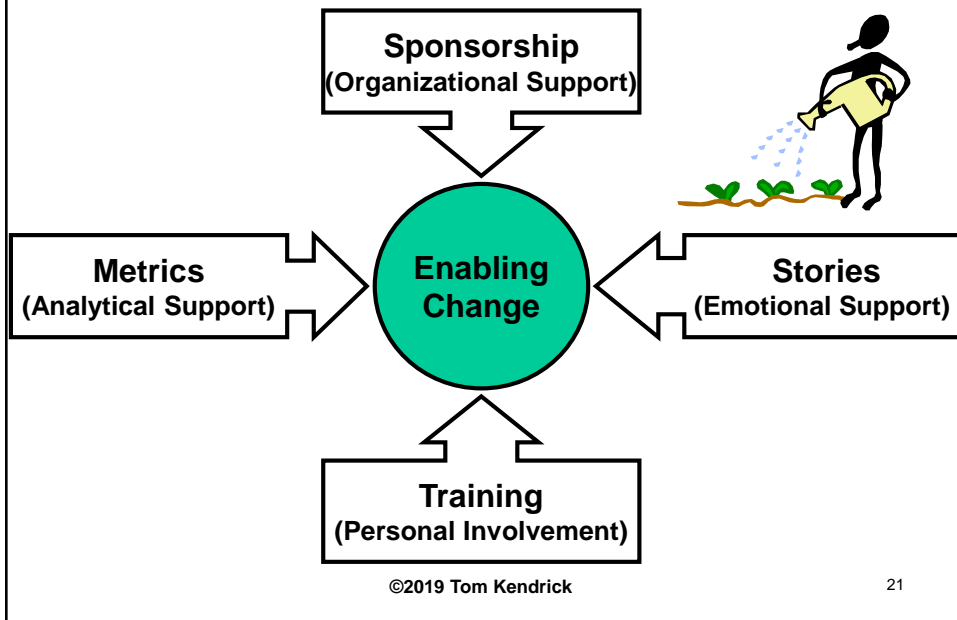 Sponsorship
(Organizational Support)
Metrics
(Analytical Support)
Enabling
Change
Stories
(Emotional Support)
Training
(Personal Involvement)
©2019 Tom Kendrick
21